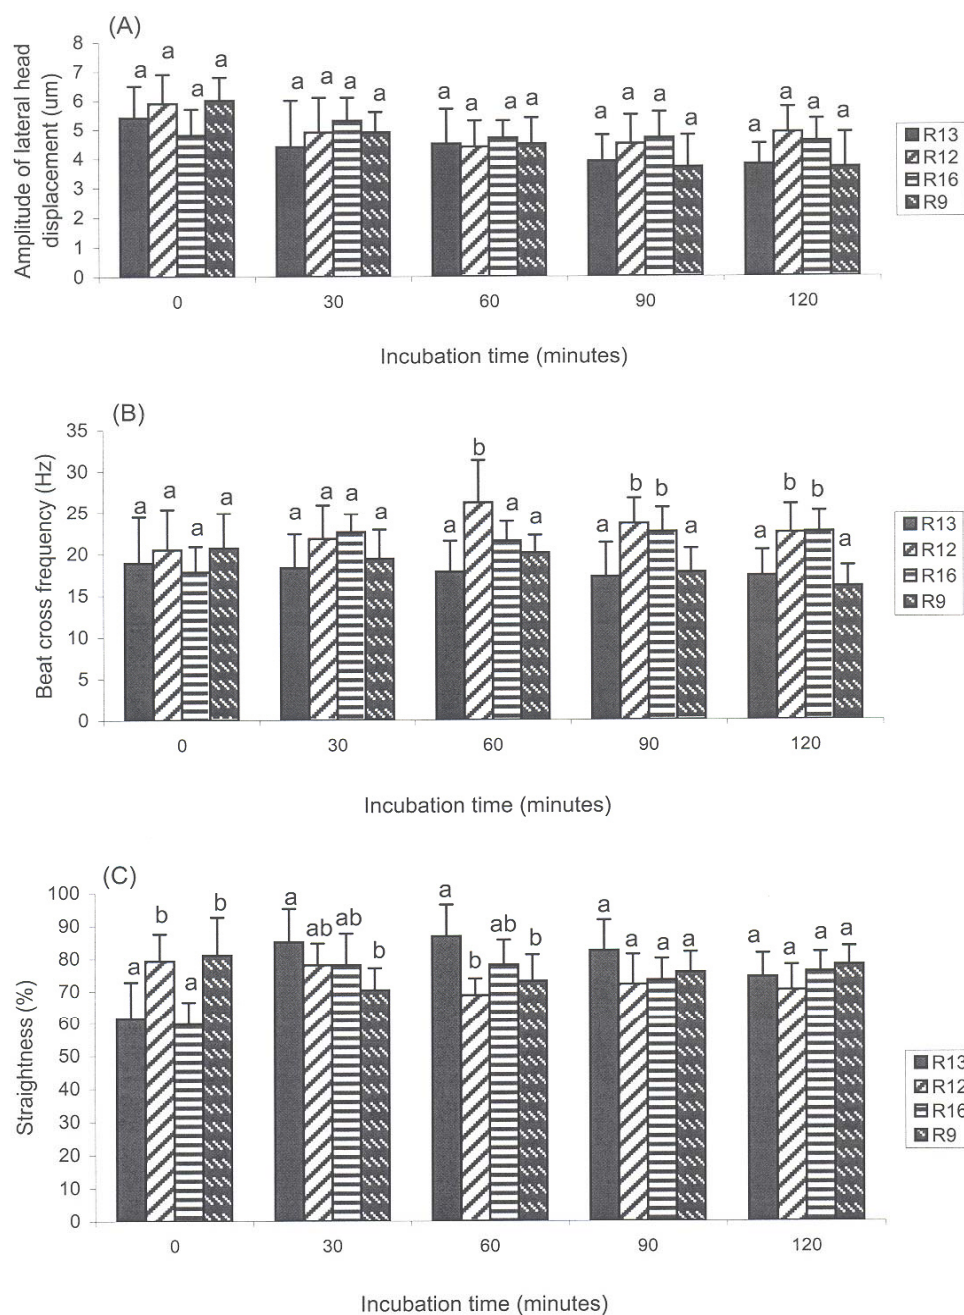 (A)
Amplitude of lateral head
displacement (um)
8
7
6
5
4
3
2
1
0
a a a a a a a a a a a a a a a a a a a a
0 30 60 90 120
Incubation time (minutes)
R13
R12
R16
R9
(B)
Beat cross frequency (Hz)
35
30
25
20
15
10
5
0
a a a a a a a a a b a a a b b a a b b a
0 30 60 90 120
Incubation time (minutes)
R13
R12
R16
R9
(C)
Straightness (%)
100
90
80
70
60
50
40
30
20
10
0
a b a b a ab ab b a b ab b a a a a a a a a
0 30 60 90 120
Incubation time (minutes)
R13
R12
R16
R9